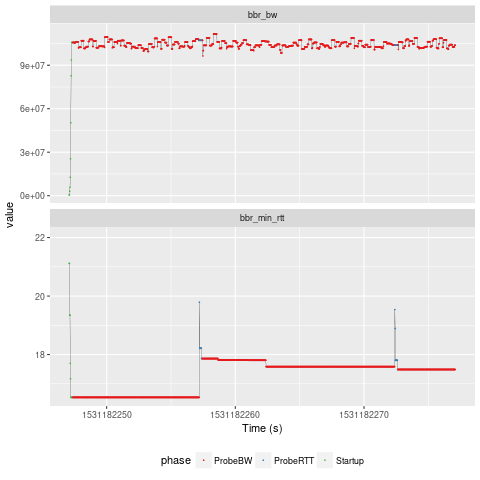 bbr_bw
9e+07
6e+07
3e+07
0e+00
value
bbr_min_rtt
22
20
18
1531182250 1531182260 1531182270
Time (s)
phase ProbeBW ProbeRTT Startup